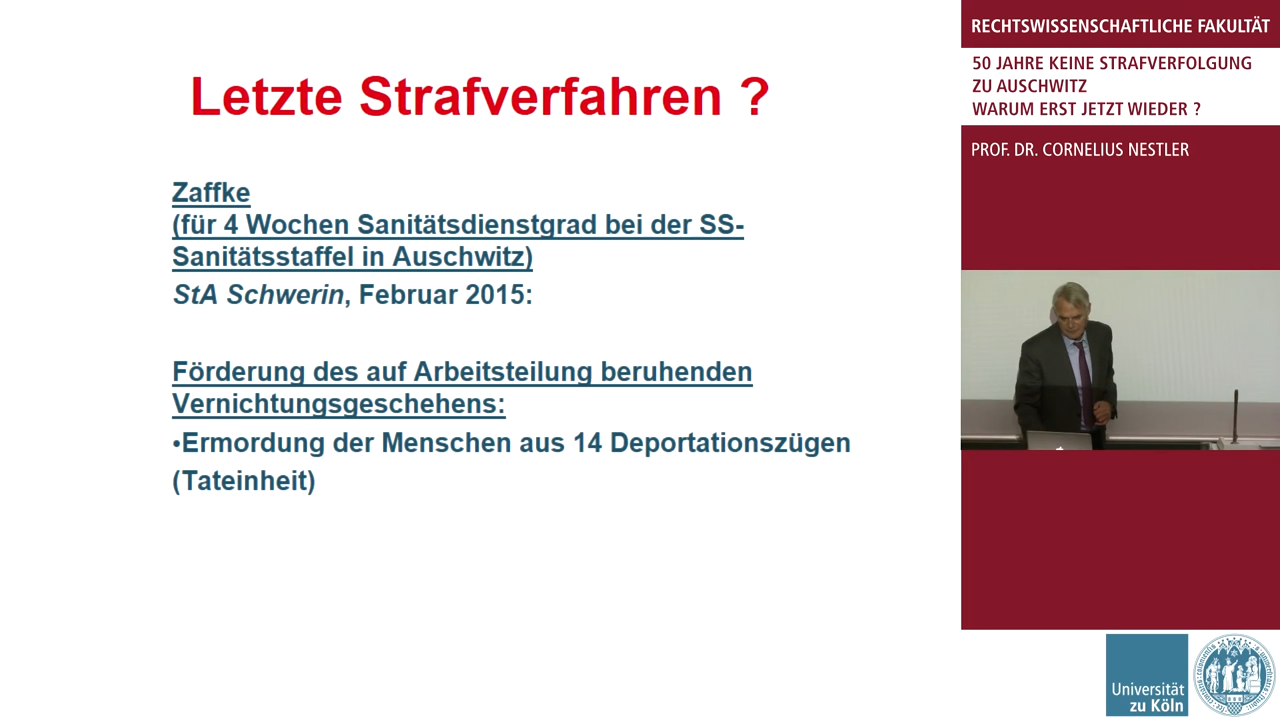 Letzte Strafverfahren ?
Zaffke
(für 4 Wochen Sanitätsdienstgrad bei der SS-
Sanitätsstaffel in Auschwitz)
StA Schwerin, Februar 2015:
Förderung des auf Arbeitsteilung beruhenden
Vernichtungsgeschehens:
•Ermordung der Menschen aus 14 Deportationszügen
(Tateinheit)
RECHTSWISSENSCHAFTLICHE FAKULTÄT
50 JAHRE KEINE STRAFVERFOLGUNG
ZU AUSCHWITZ
WARUM ERST JETZT WIEDER ?
PROF. DR. CORNELIUS NESTLER
Universität
zu Köln